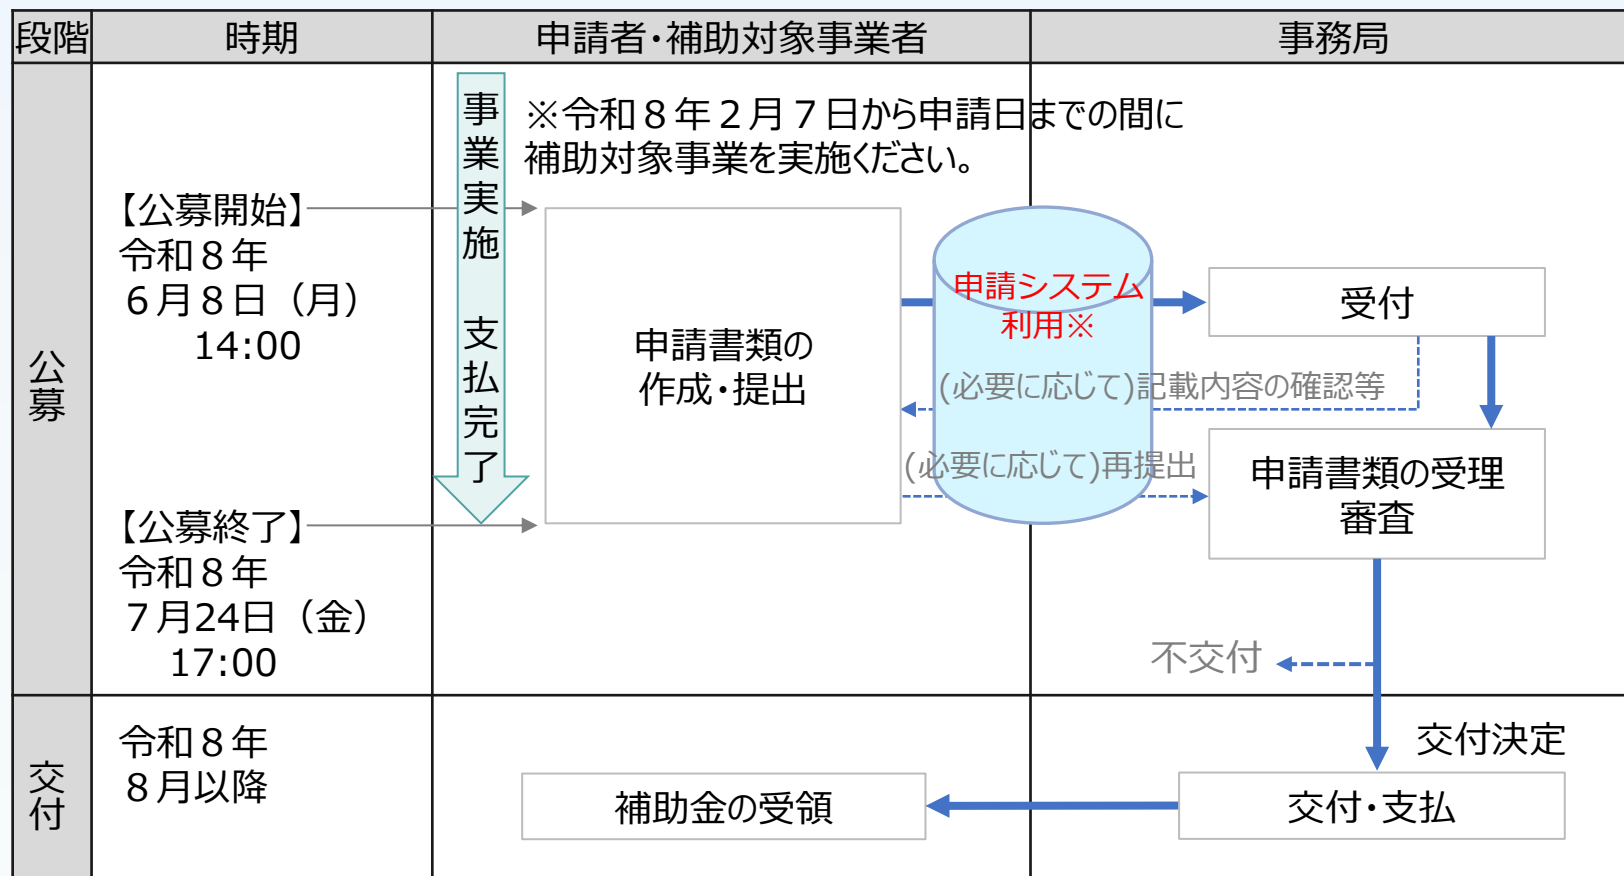 段階
時期
申請者・補助対象事業者
事務局
公募
【公募開始】
令和８年
６月８日（月）
14:00
【公募終了】
令和８年
７月24日（金）
17:00
事業実施　支払完了
※令和８年２月７日から申請日までの間に
補助対象事業を実施ください。
申請書類の
作成・提出
申請システム
利用※
受付
(必要に応じて)記載内容の確認等
(必要に応じて)再提出
申請書類の受理
審査
不交付
交付
令和８年
８月以降
補助金の受領
交付決定
交付・支払